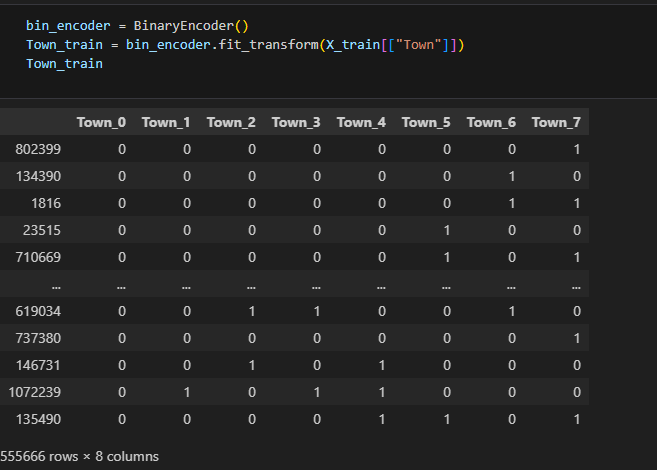 bin_encoder = BinaryEncoder()
Town_train = bin_encoder.fit_transform(X_train[["Town"]])
Town_train
Town_0 Town_1 Town_2 Town_3 Town_4 Town_5 Town_6 Town_7
802399 0 0 0 0 0 0 0 1
134390 0 0 0 0 0 0 1 0
1816 0 0 0 0 0 0 1 1
23515 0 0 0 0 0 1 0 0
710669 0 0 0 0 0 1 0 1
... ... ... ... ... ... ... ... ...
619034 0 0 1 1 0 0 1 0
737380 0 0 0 0 0 0 0 1
146731 0 0 1 0 1 0 0 0
1072239 0 1 0 1 1 0 0 0
135490 0 0 0 0 1 1 0 1
555666 rows × 8 columns